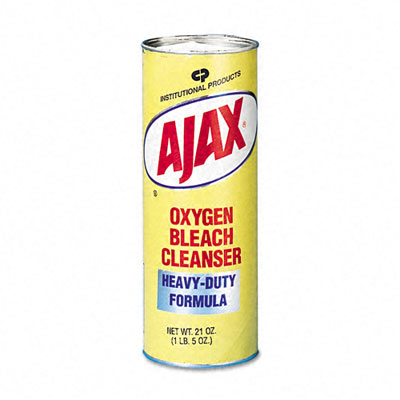 CP
INSTITUTIONAL PRODUCTS
AJAX®
®
OXYGEN
BLEACH
CLEANSER
HEAVY-DUTY
FORMULA
NET WT. 21 OZ.
(1 LB. 5 OZ.)